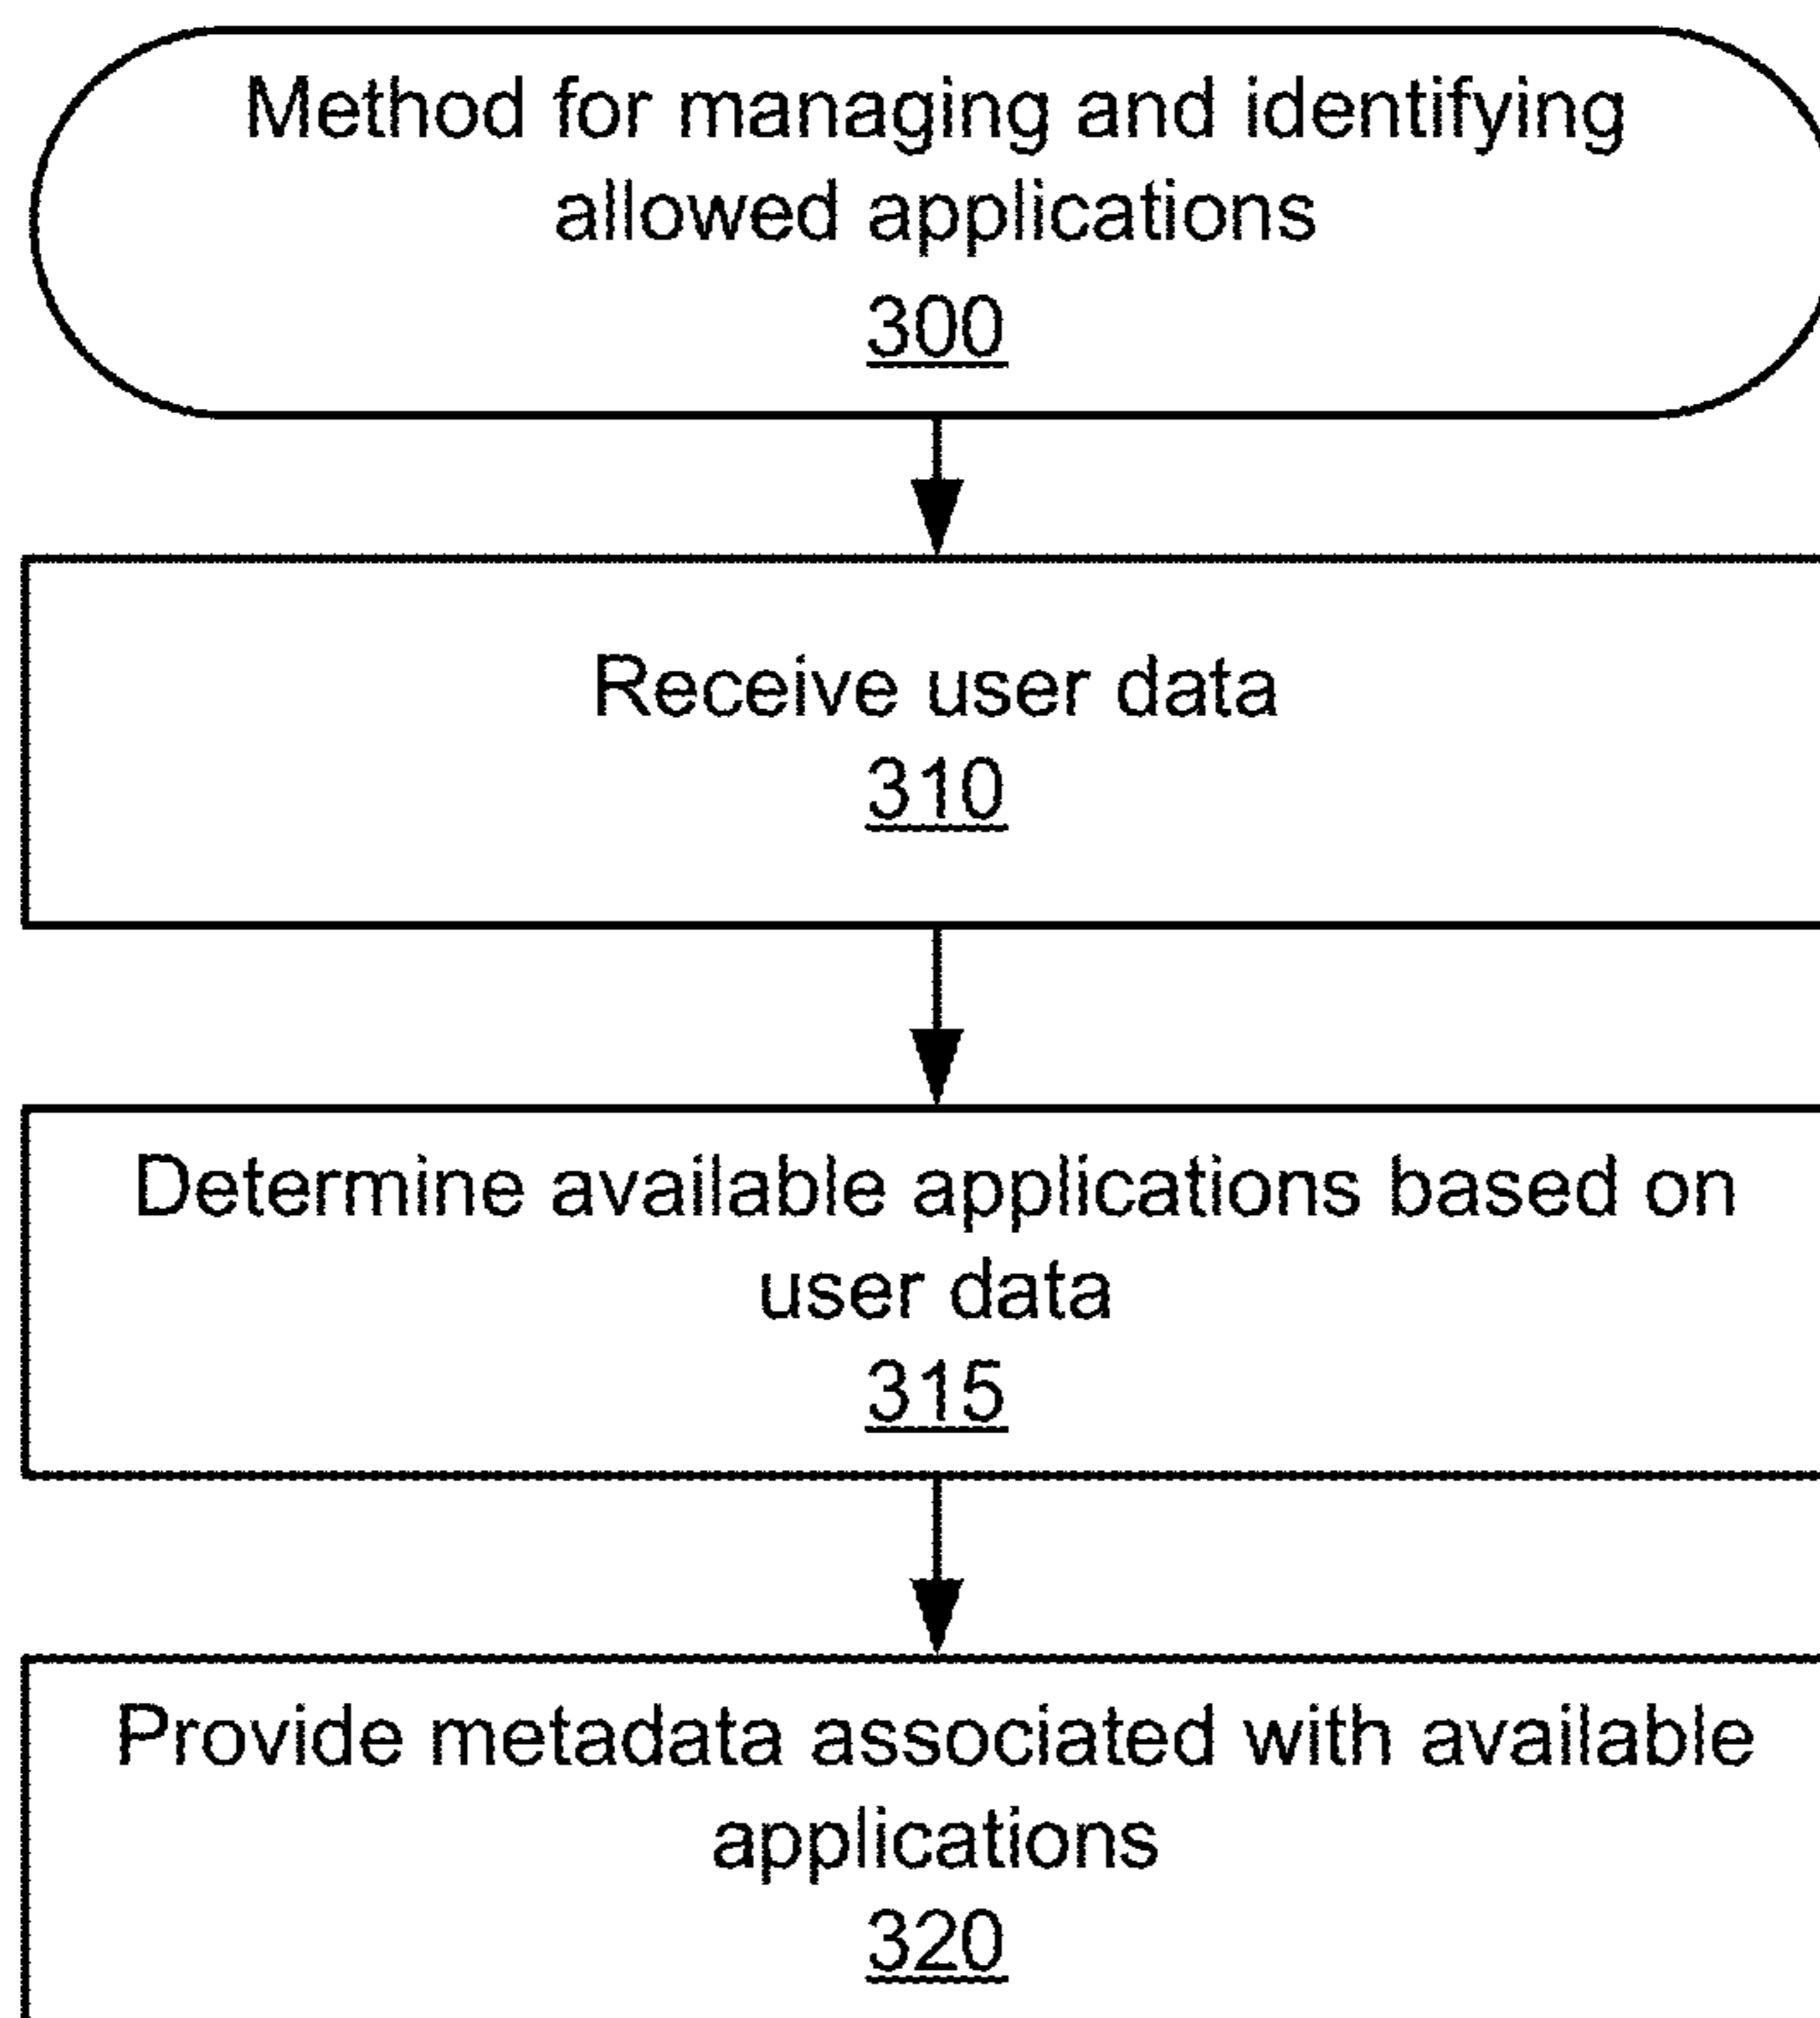 Method for managing and identifying
allowed applications
300
Receive user data
310
Determine available applications based on
user data
315
Provide metadata associated with available
applications
320